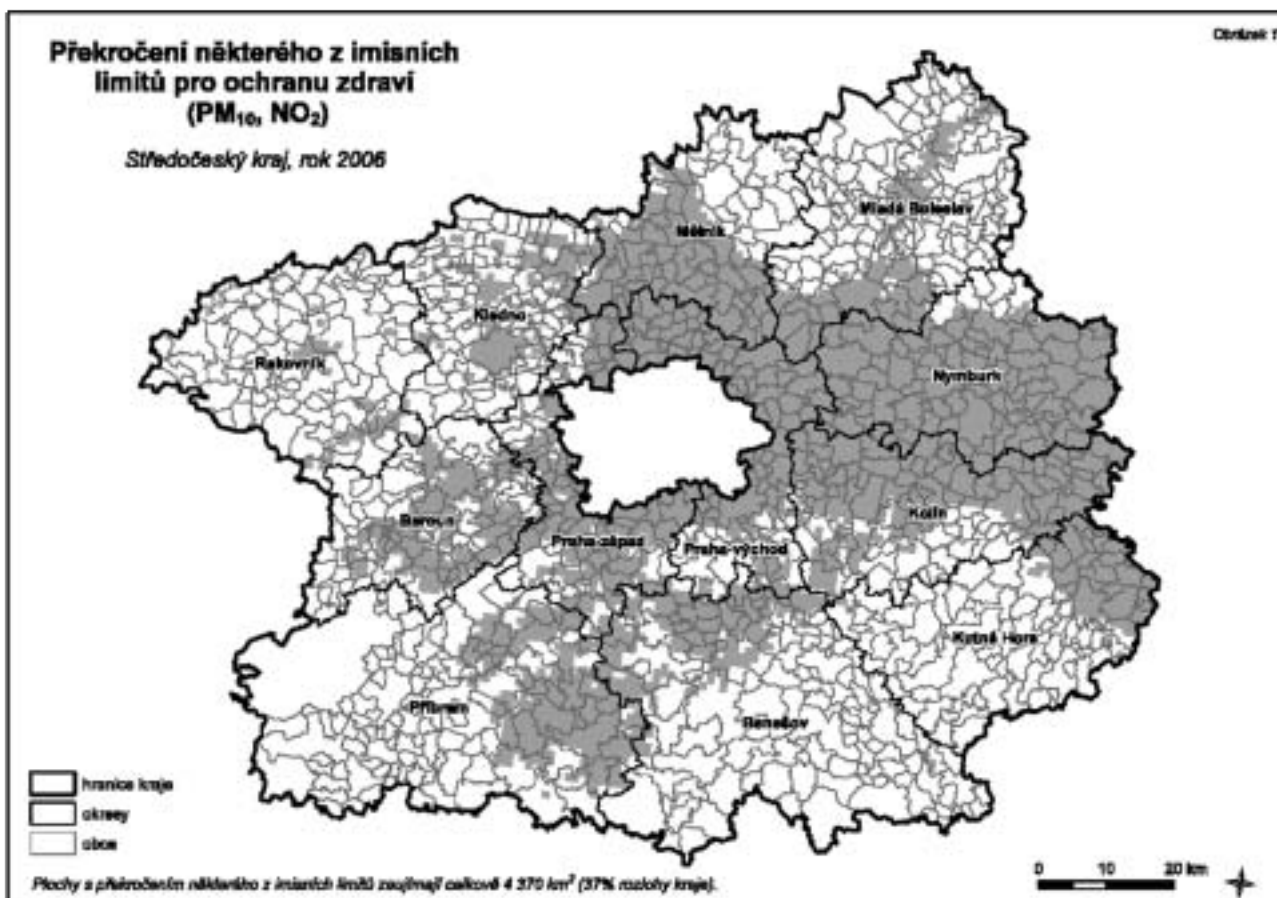 Překročení některého z imisních
limitů pro ochranu zdraví
(PM₁₀, NO₂)
Středočeský kraj, rok 2006
Obrázek
Mladá Boleslav
Mělník
Kladno
Rakovník
Nymburk
Kolín
Beroun
Praha-západ
Praha-východ
Kutná Hora
Příbram
Benešov
hranice kraje
okresy
obce
0 10 20 km
Plochy s překročením některého z imisních limitů zaujímají celkově 4 370 km² (37% rozlohy kraje).